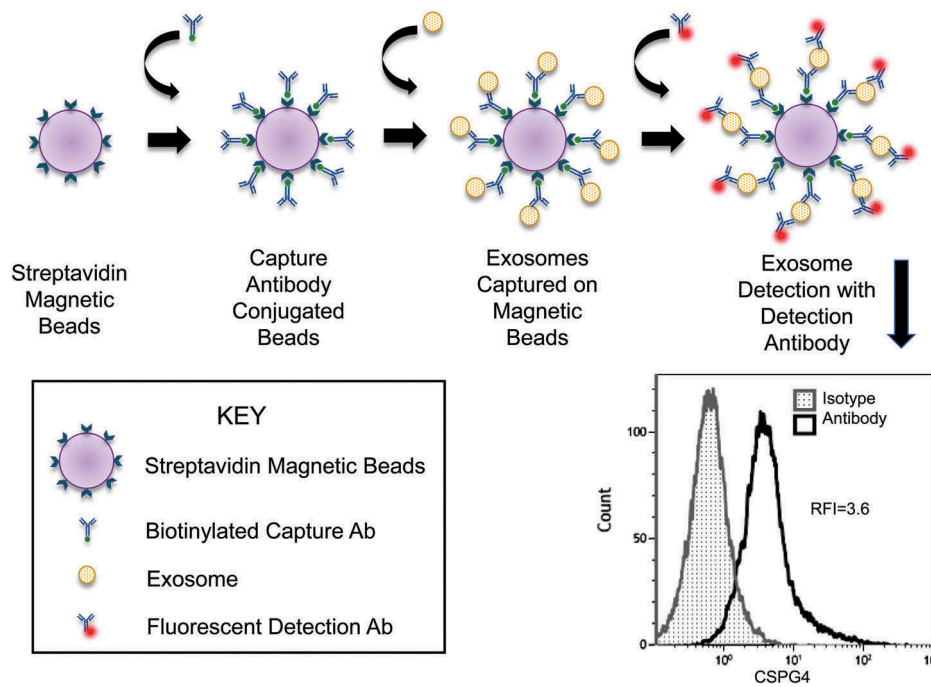 Streptavidin
Magnetic
Beads
Capture
Antibody
Conjugated
Beads
Exosomes
Captured on
Magnetic
Beads
Exosome
Detection with
Detection
Antibody
KEY
Streptavidin Magnetic Beads
Biotinylated Capture Ab
Exosome
Fluorescent Detection Ab
Isotype
Antibody
RFI=3.6
Count
100
50
0
10⁰
10¹
10²
10³
CSPG4